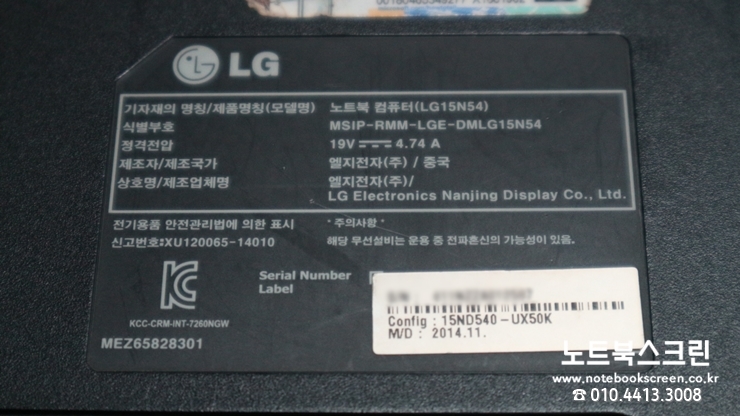 LG
기자재의 명칭/제품명칭(모델명) 노트북 컴퓨터(LG15N54)
식별부호 MSIP-RMM-LGE-DMLG15N54
정격전압 19V 4.74 A
제조자/제조국가 엘지전자(주) / 중국
상호명/제조업체명 엘지전자(주)/
LG Electronics Nanjing Display Co., Ltd.
전기용품 안전관리법에 의한 표시 * 주의사항 *
신고번호:XU120065-14010 해당 무선설비는 운용 중 전파혼신의 가능성이 있음.
Serial Number
Label
KCC-CRM-INT-7260NGW
MEZ65828301
S/N
Config : 15ND540-UX50K
M/D : 2014.11.
노트북스크린
www.notebookscreen.co.kr
☎ 010.4413.3008